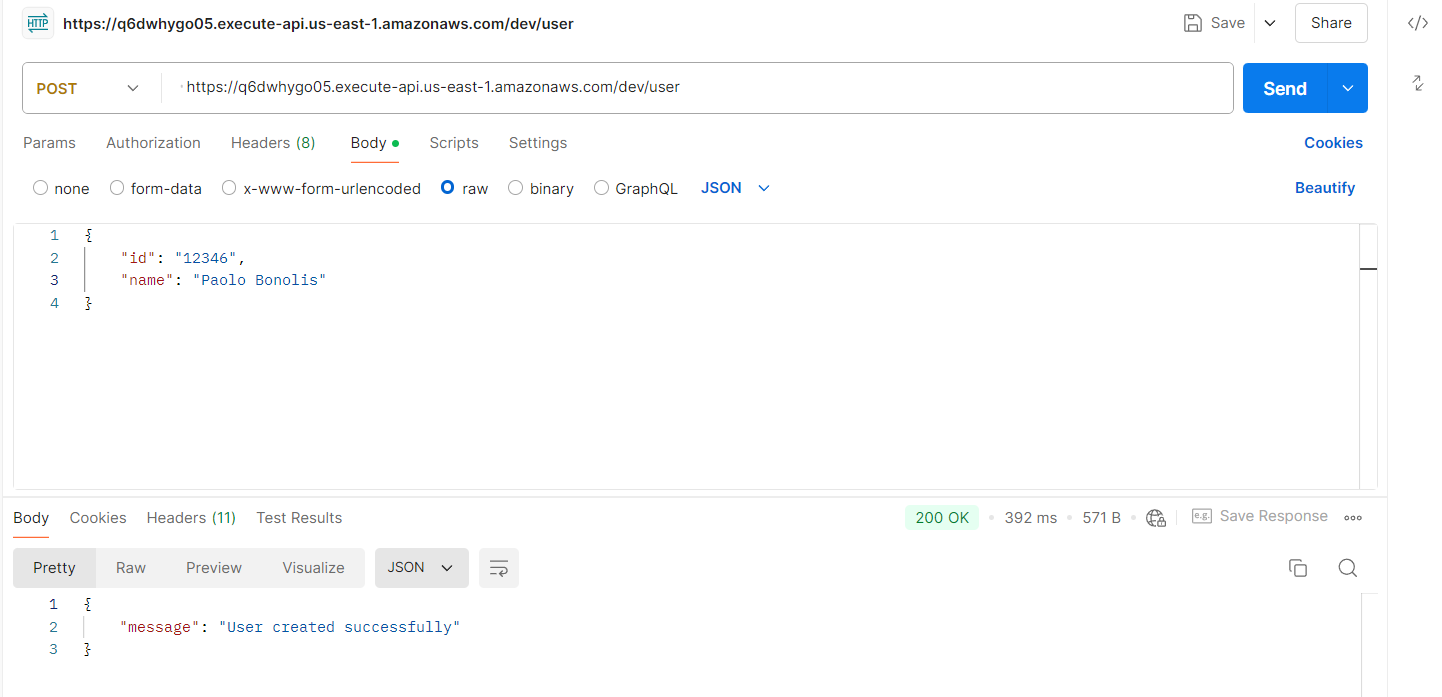 HTTP https://q6dwhygo05.execute-api.us-east-1.amazonaws.com/dev/user Save Share </>
POST https://q6dwhygo05.execute-api.us-east-1.amazonaws.com/dev/user Send
Params Authorization Headers (8) Body Scripts Settings Cookies
none form-data x-www-form-urlencoded raw binary GraphQL JSON Beautify
1 {
2 "id": "12346",
3 "name": "Paolo Bonolis"
4 }
Body Cookies Headers (11) Test Results 200 OK • 392 ms • 571 B • e.g. Save Response
Pretty Raw Preview Visualize JSON
1 {
2 "message": "User created successfully"
3 }